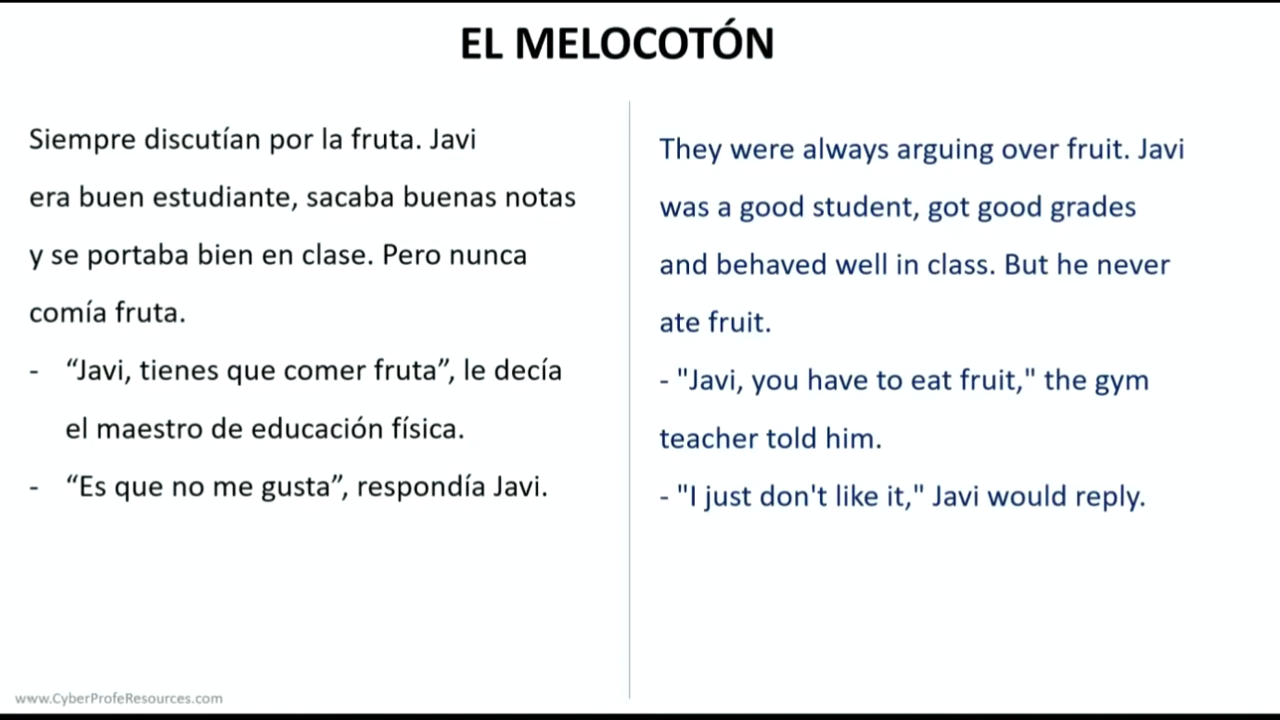 EL MELOCOTÓN
Siempre discutían por la fruta. Javi
era buen estudiante, sacaba buenas notas
y se portaba bien en clase. Pero nunca
comía fruta.
- “Javi, tienes que comer fruta”, le decía
el maestro de educación física.
- “Es que no me gusta”, respondía Javi.
They were always arguing over fruit. Javi
was a good student, got good grades
and behaved well in class. But he never
ate fruit.
- "Javi, you have to eat fruit," the gym
teacher told him.
- "I just don't like it," Javi would reply.
www.CyberProfeResources.com